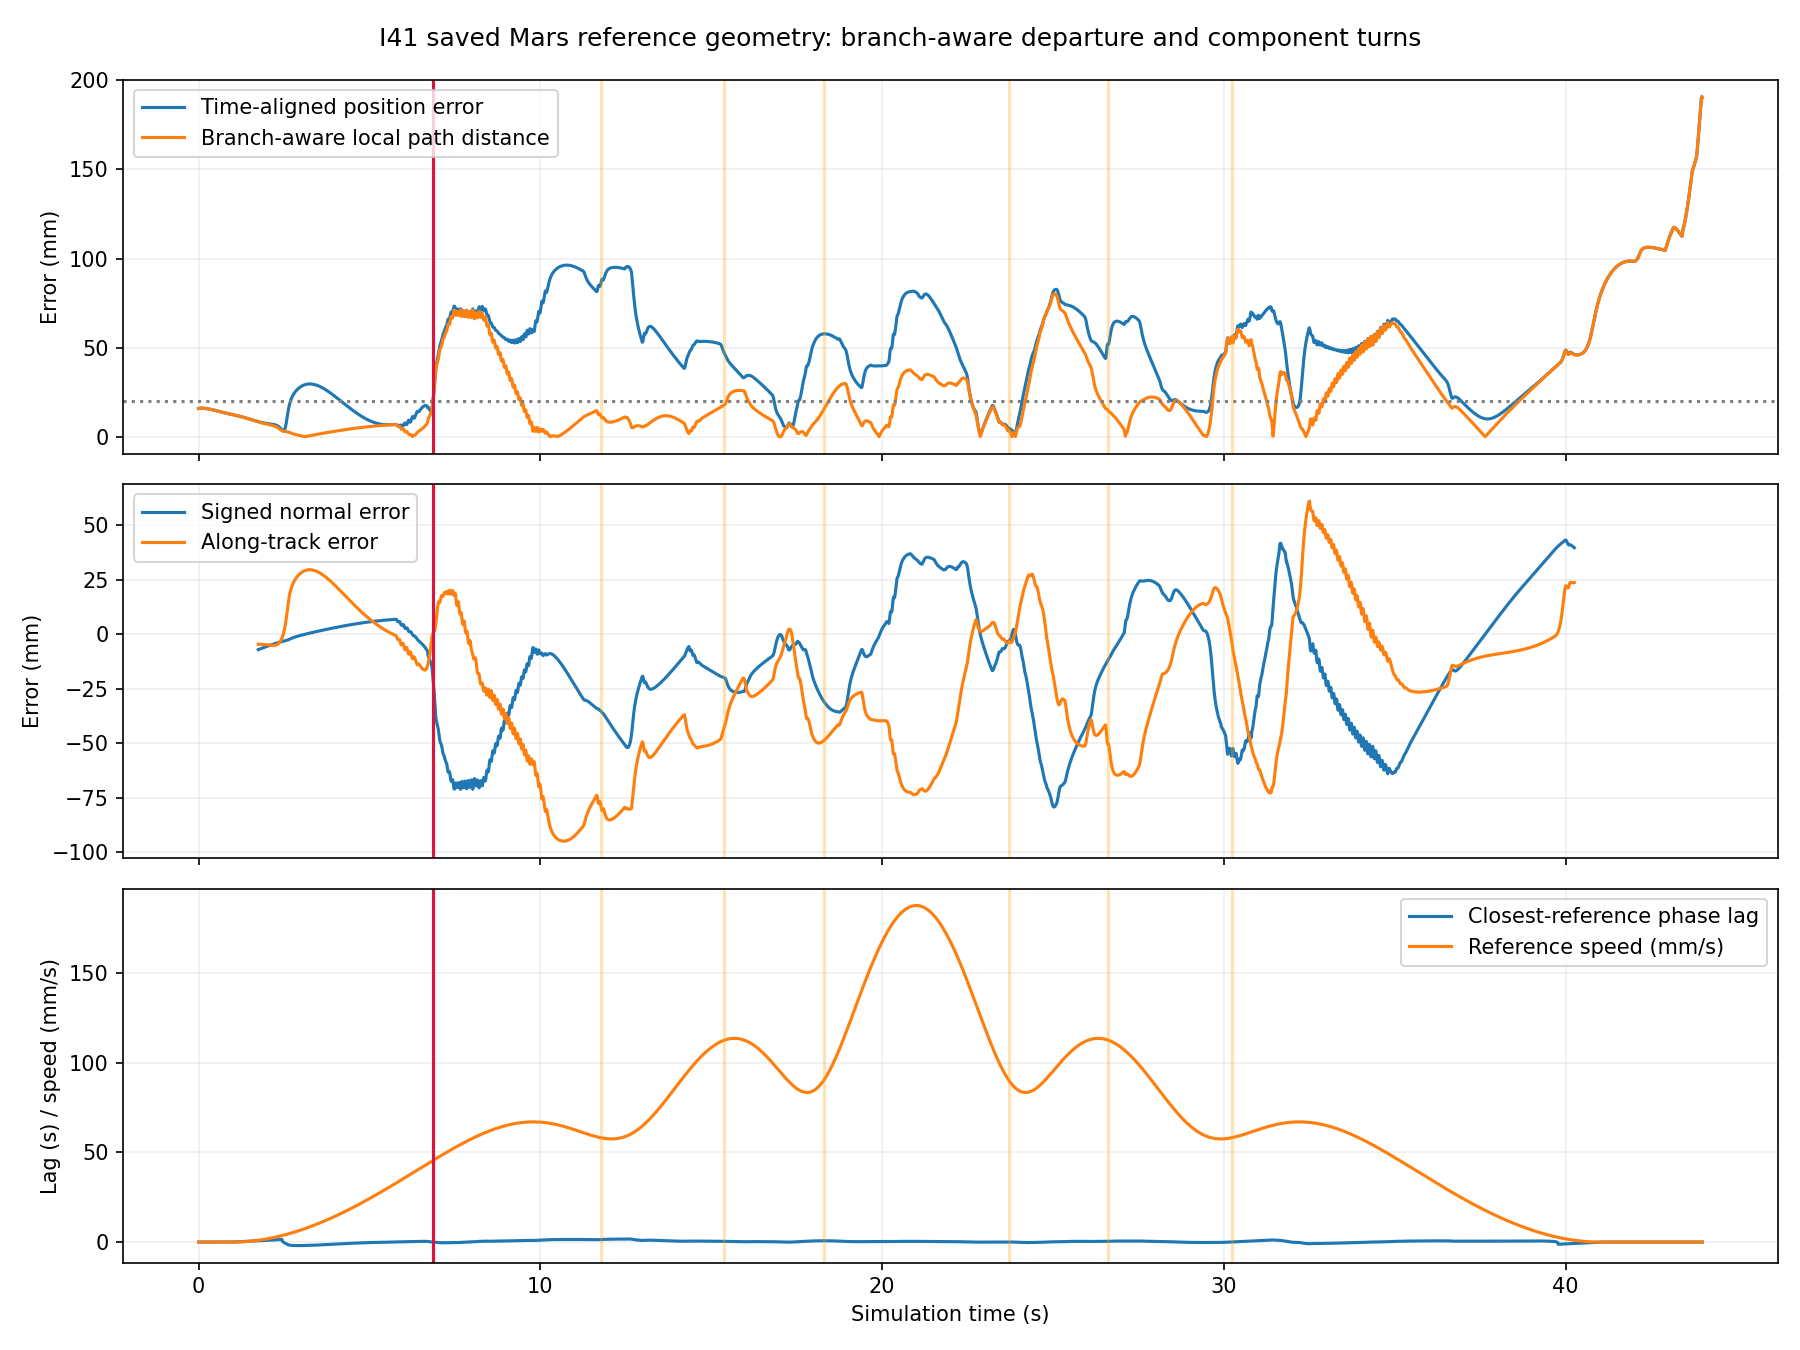 I41 saved Mars reference geometry: branch-aware departure and component turns
Time-aligned position error
Branch-aware local path distance
Error (mm)
200
150
100
50
0
Signed normal error
Along-track error
Error (mm)
50
25
0
−25
−50
−75
−100
Closest-reference phase lag
Reference speed (mm/s)
Lag (s) / speed (mm/s)
150
100
50
0
0 10 20 30 40
Simulation time (s)